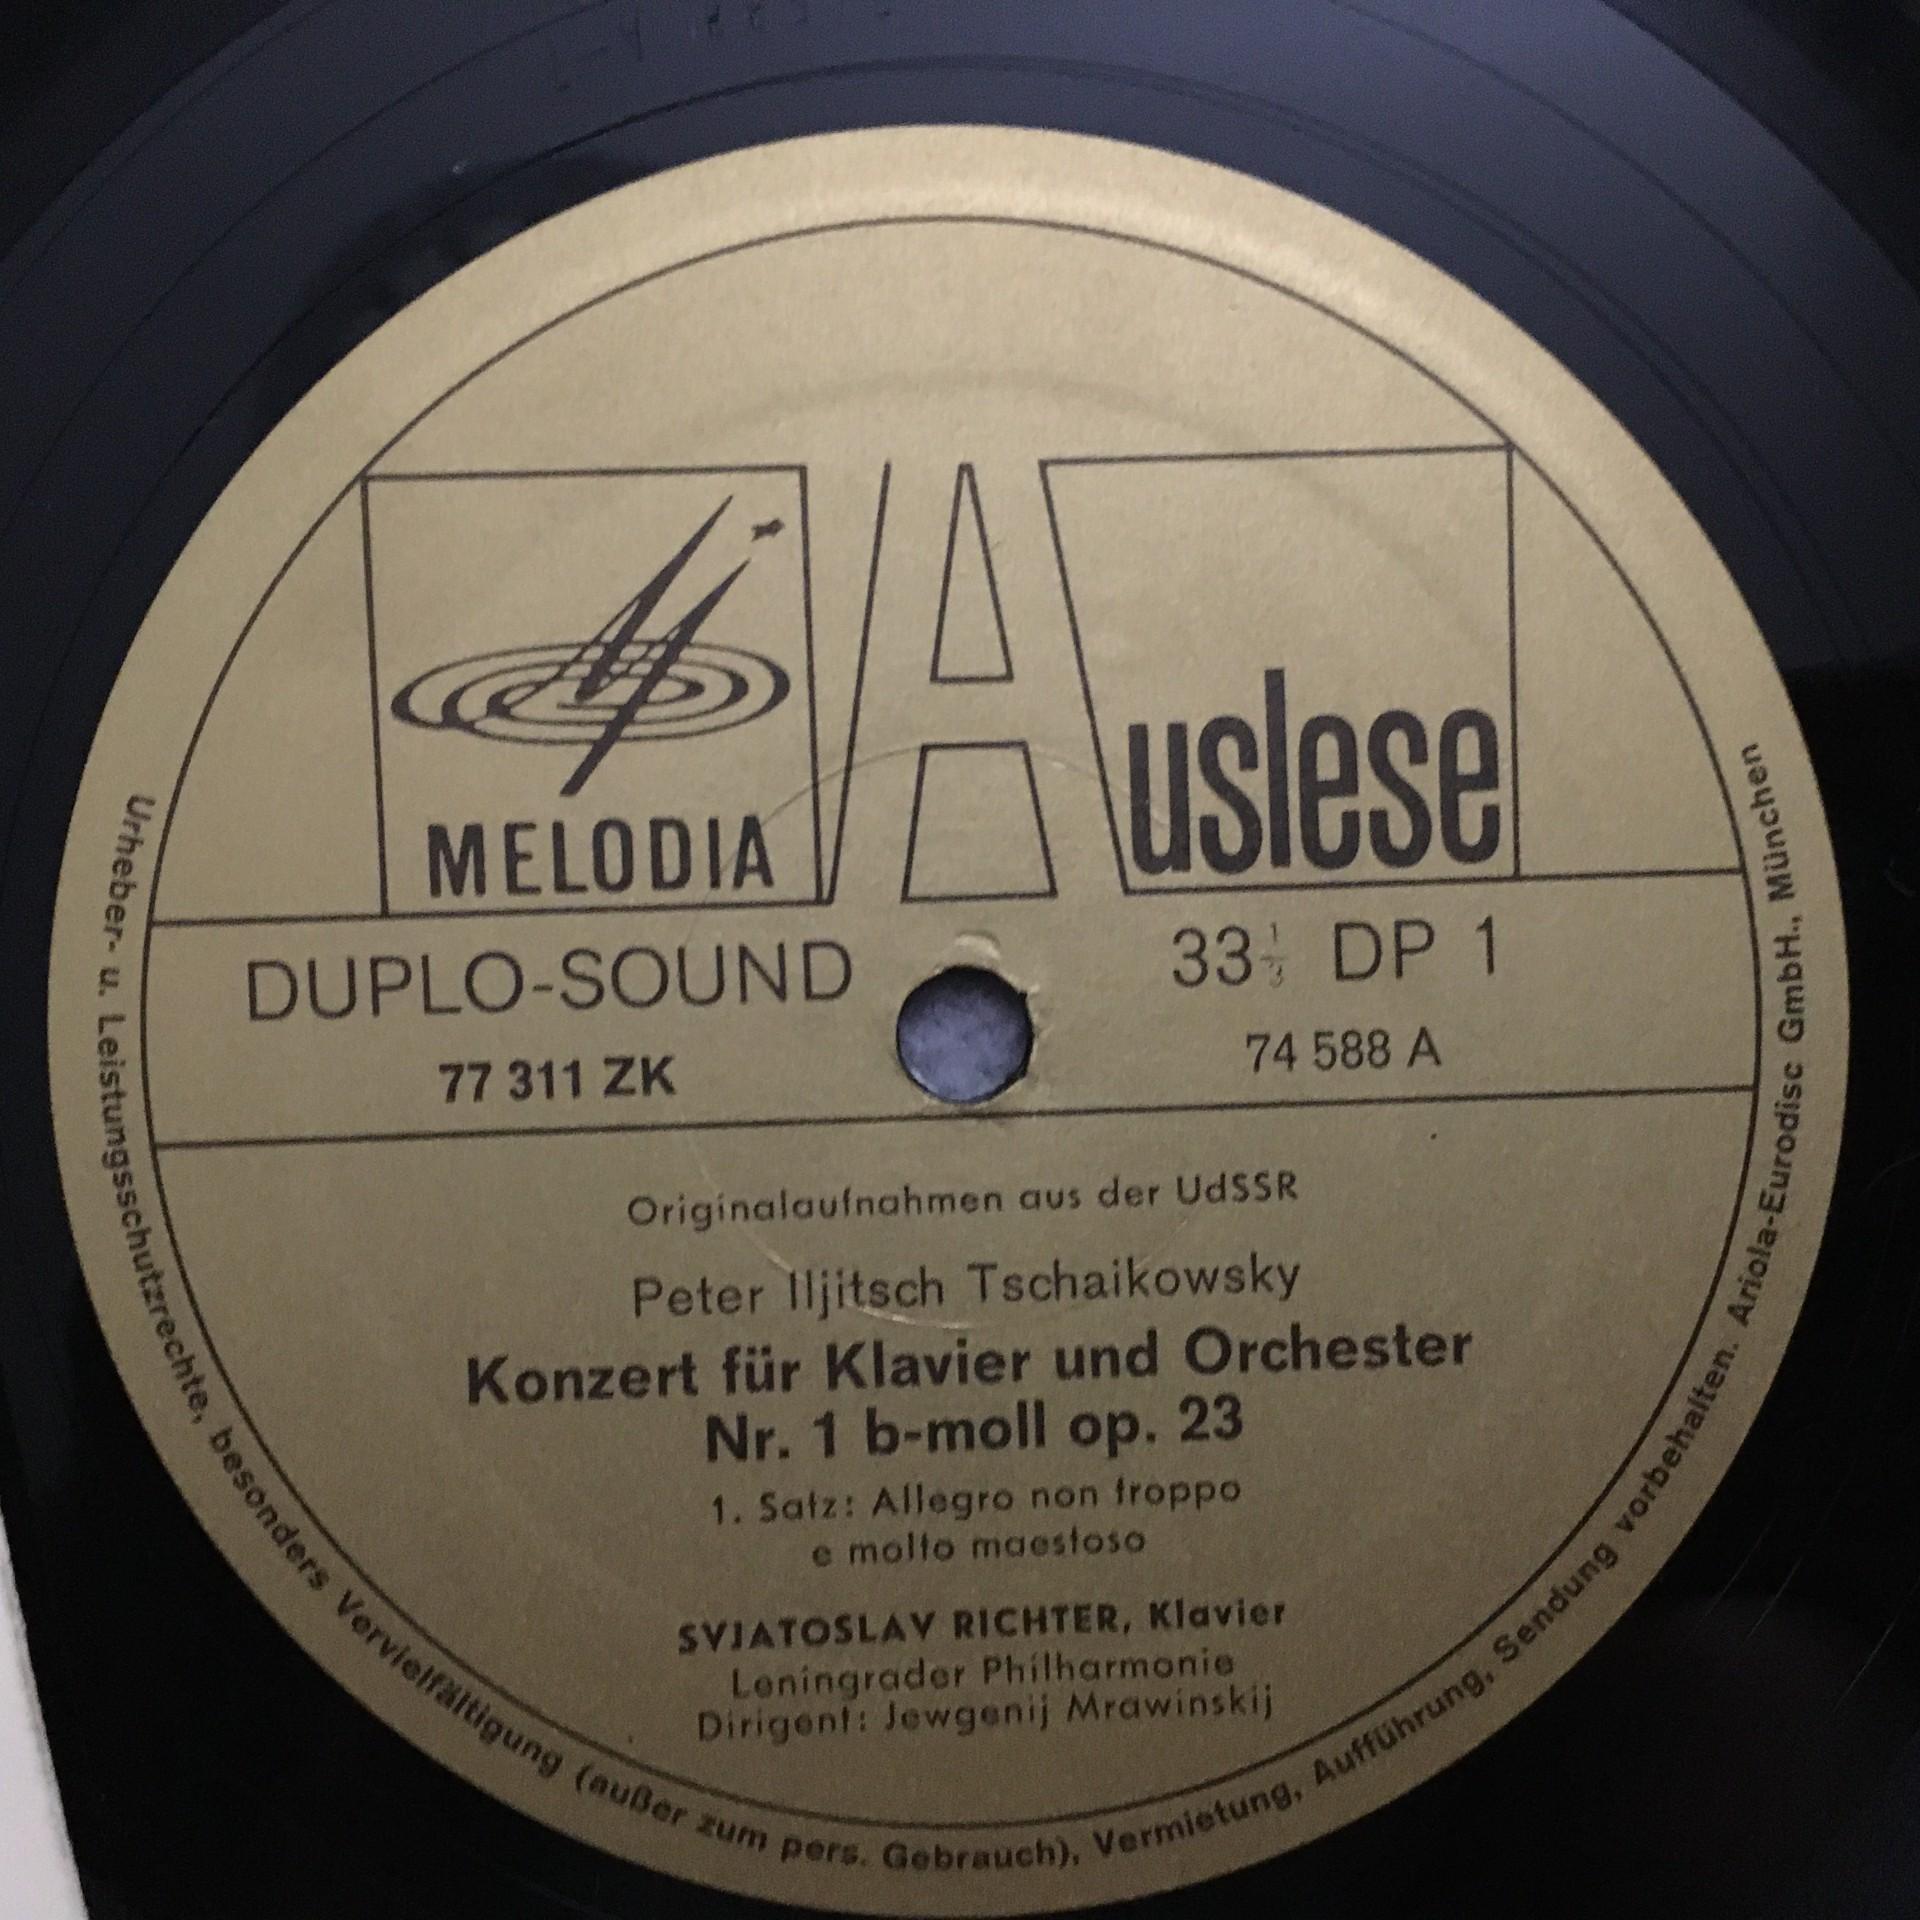 MELODIA
Auslese
DUPLO-SOUND
33⅓ DP 1
77 311 ZK
74 588 A
Originalaufnahmen aus der UdSSR
Peter Iljitsch Tschaikowsky
Konzert für Klavier und Orchester
Nr. 1 b-moll op. 23
1. Satz: Allegro non troppo
e molto maestoso
SVJATOSLAV RICHTER, Klavier
Leningrader Philharmonie
Dirigent: Jewgenij Mrawinskij
Urheber- u. Leistungsschutzrechte, besonders Vervielfältigung (außer zum pers. Gebrauch), Vermietung, Aufführung, Sendung vorbehalten. Ariola-Eurodisc GmbH., München